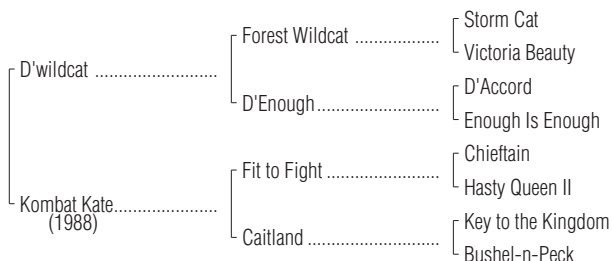 Storm Cat
Forest Wildcat ..................
Victoria Beauty
D'wildcat ..........................
D'Accord
D'Enough..........................
Enough Is Enough
Chieftain
Fit to Fight ........................
Hasty Queen II
Kombat Kate......................
(1988)
Key to the Kingdom
Caitland ............................
Bushel-n-Peck